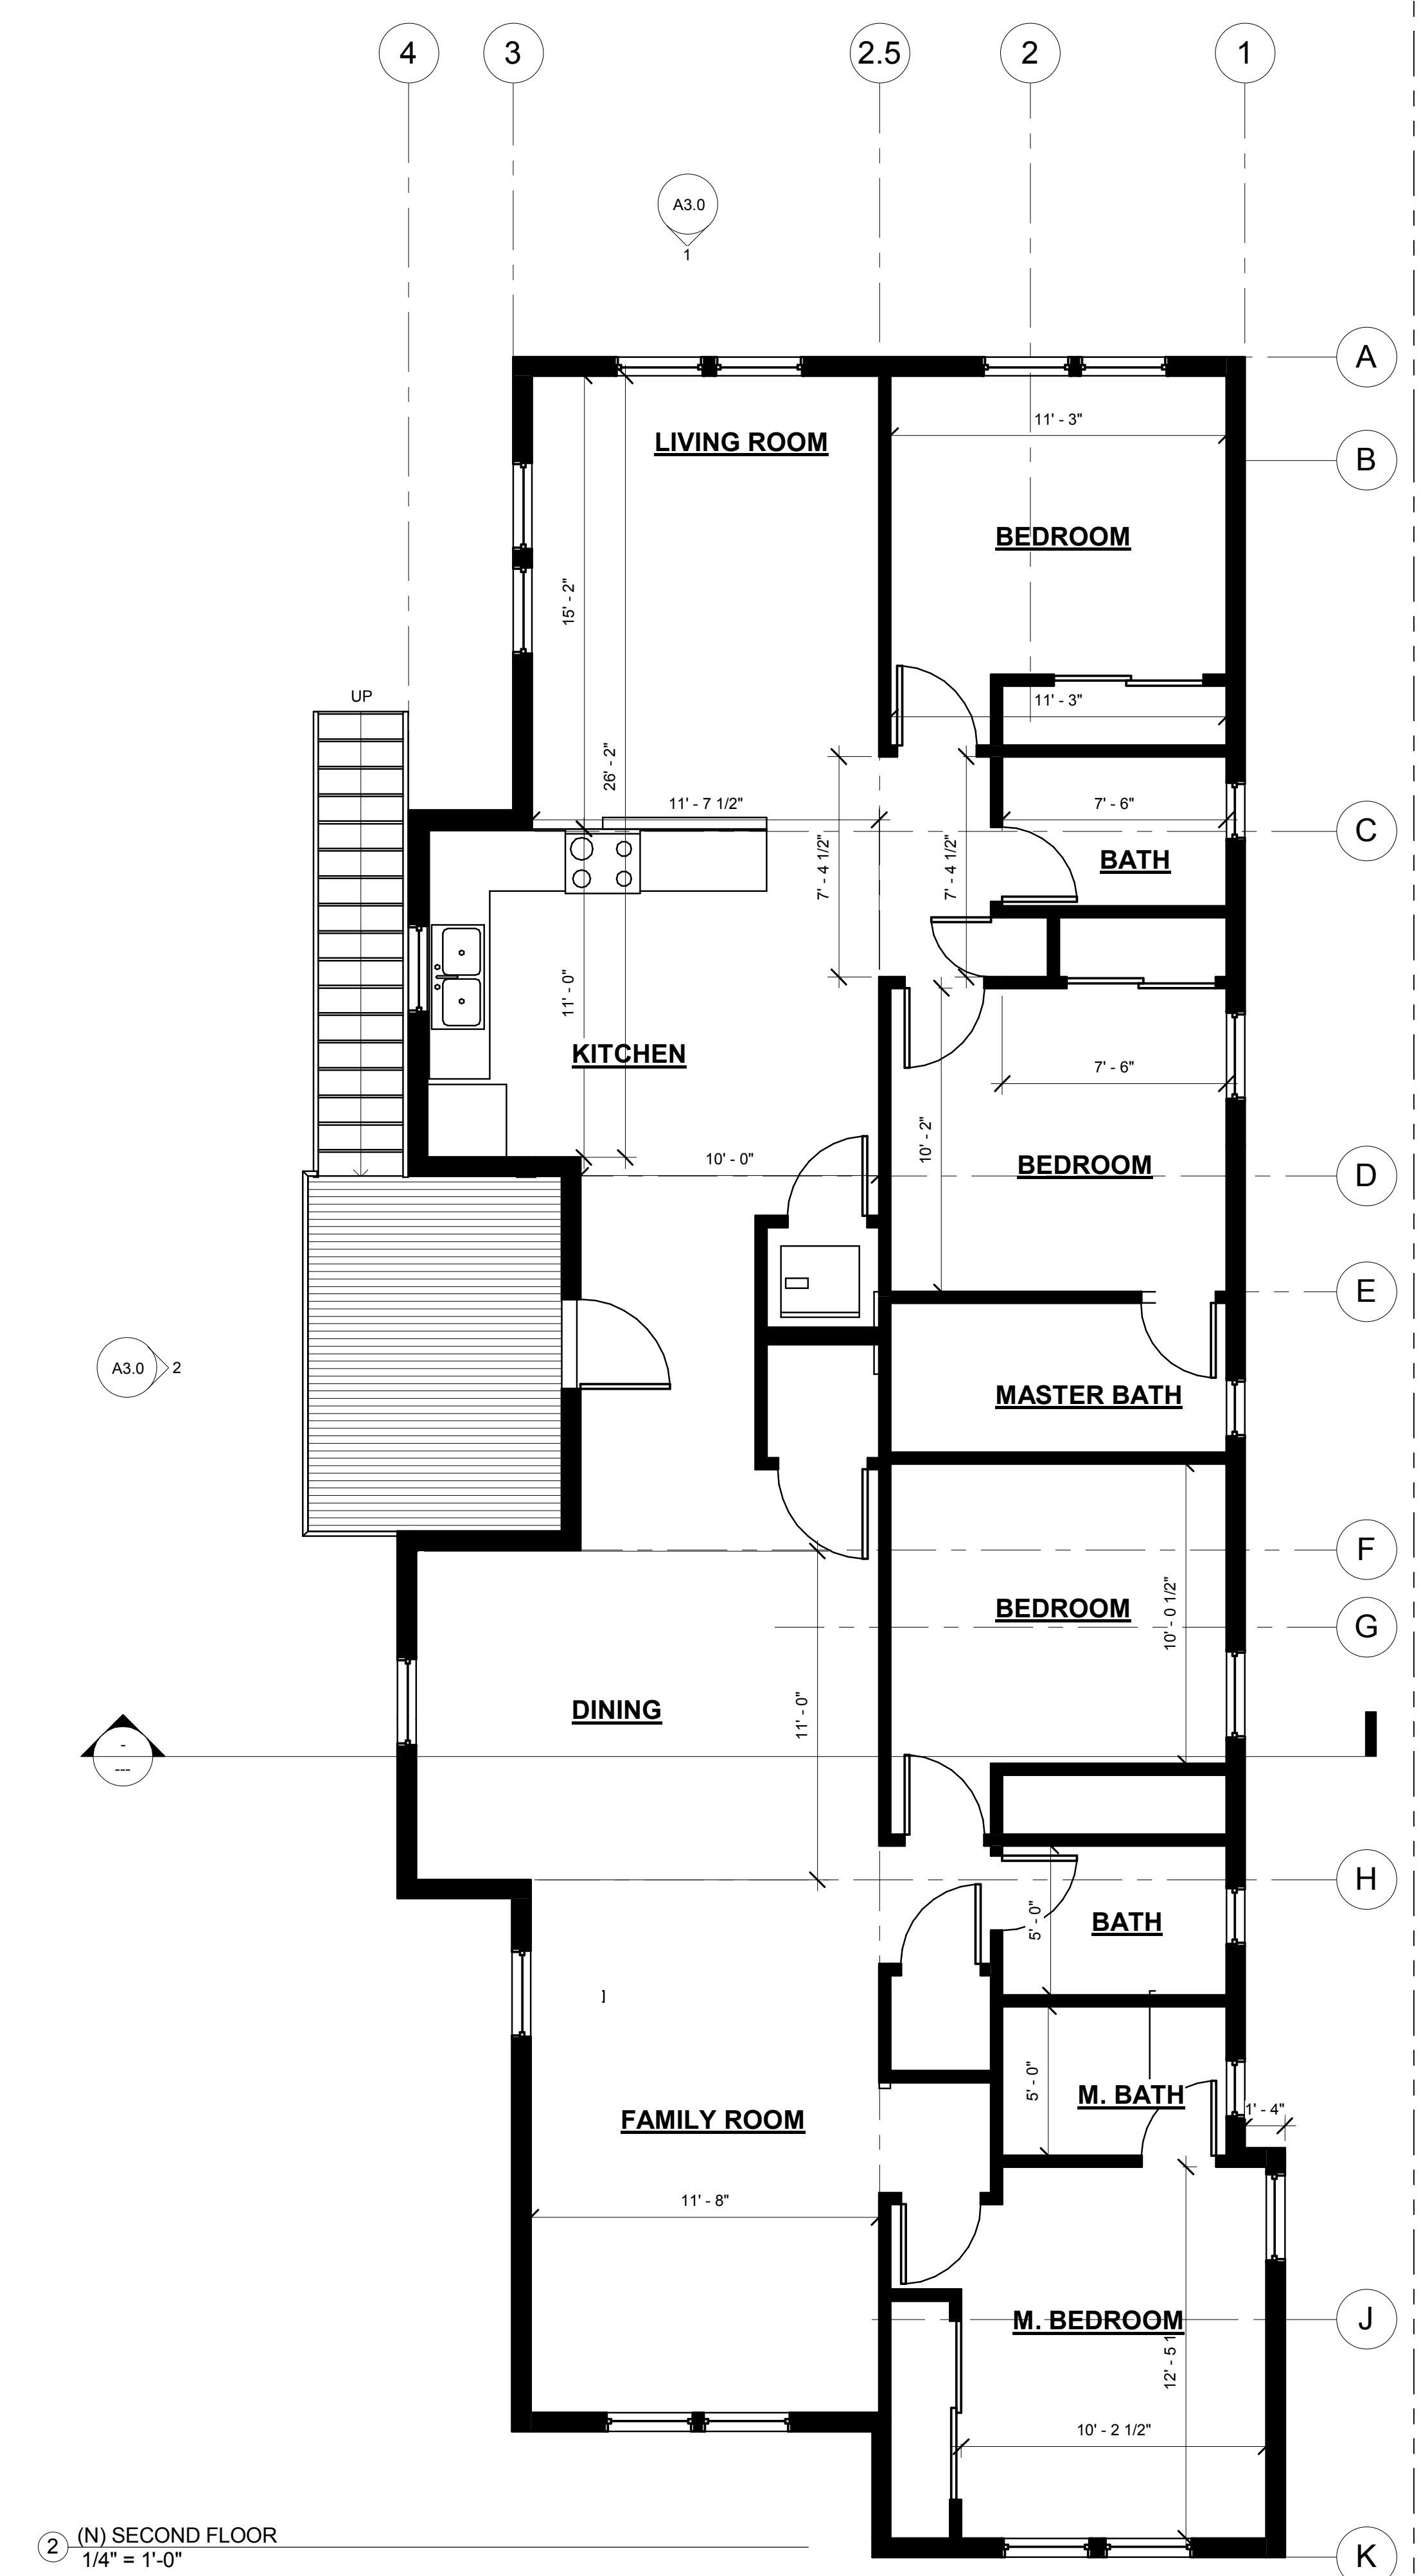 4
3
2.5
2
1
A3.0
1
A
11' - 3"
LIVING ROOM
B
BEDROOM
15' - 2"
UP
11' - 3"
26' - 2"
11' - 7 1/2"
7' - 6"
C
7' - 4 1/2"
7' - 4 1/2"
BATH
11' - 0"
KITCHEN
7' - 6"
10' - 2"
10' - 0"
BEDROOM
D
E
A3.0
2
MASTER BATH
F
BEDROOM
10' - 0 1/2"
G
DINING
11' - 0"
-
---
H
5' - 0"
BATH
5' - 0"
M. BATH
1' - 4"
FAMILY ROOM
11' - 8"
M. BEDROOM
J
12' - 5 1
10' - 2 1/2"
2
(N) SECOND FLOOR
1/4" = 1'-0"
K